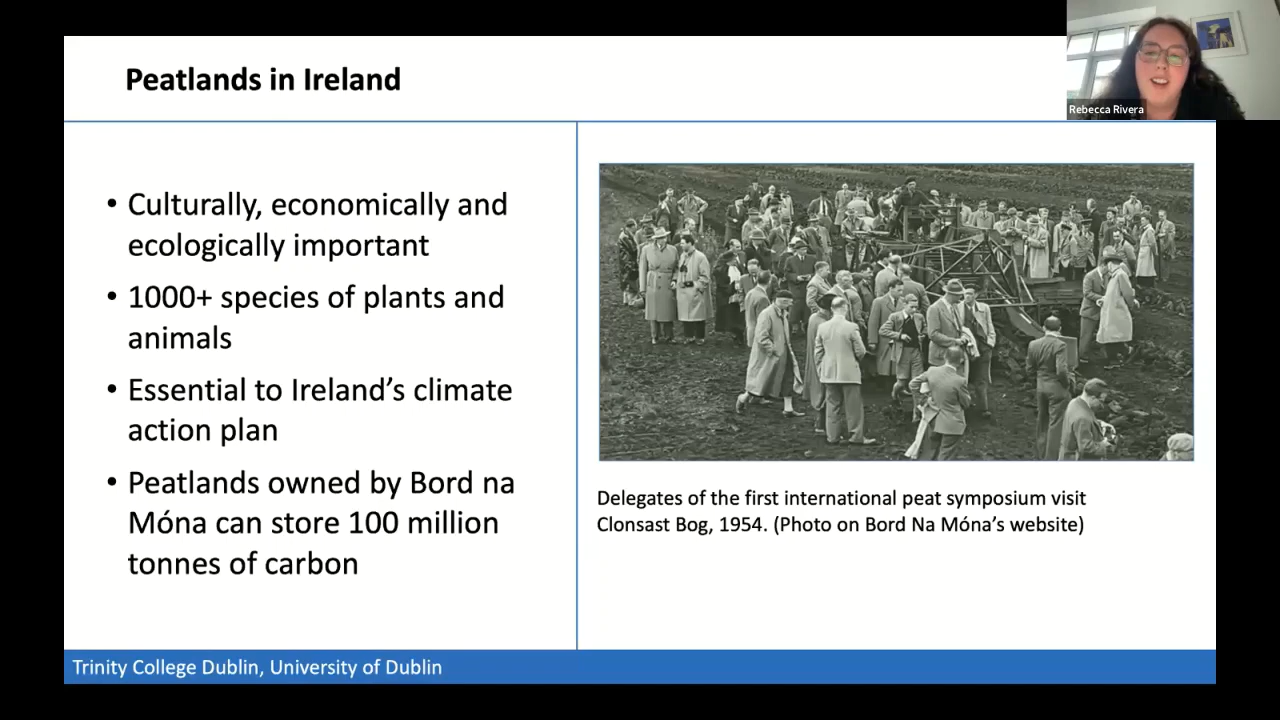 Peatlands in Ireland
Rebecca Rivera
• Culturally, economically and
ecologically important
• 1000+ species of plants and
animals
• Essential to Ireland’s climate
action plan
• Peatlands owned by Bord na
Móna can store 100 million
tonnes of carbon
Delegates of the first international peat symposium visit
Clonsast Bog, 1954. (Photo on Bord Na Móna’s website)
Trinity College Dublin, University of Dublin